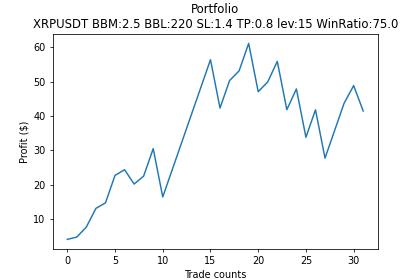 Portfolio
XRPUSDT BBM:2.5 BBL:220 SL:1.4 TP:0.8 lev:15 WinRatio:75.0
60
50
40
30
20
10
Profit ($)
0 5 10 15 20 25 30
Trade counts